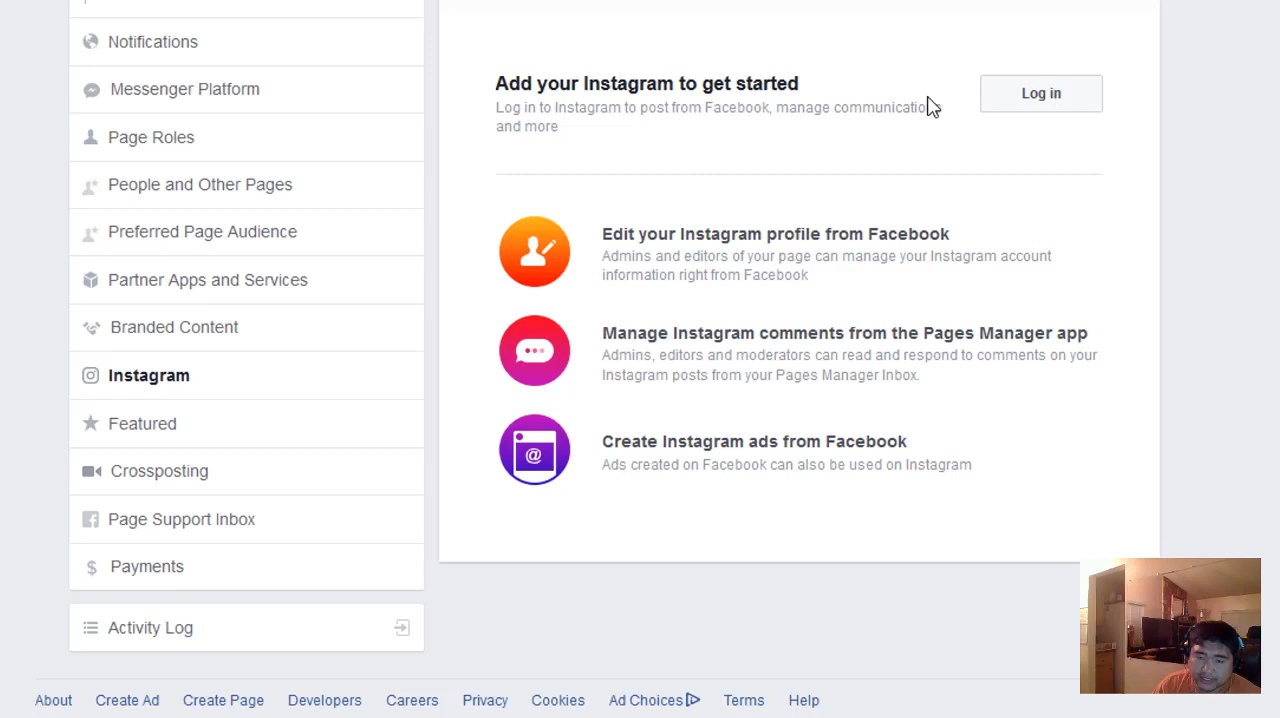 Notifications
Messenger Platform
Page Roles
People and Other Pages
Preferred Page Audience
Partner Apps and Services
Branded Content
Instagram
Featured
Crossposting
Page Support Inbox
Payments
Activity Log
Add your Instagram to get started
Log in to Instagram to post from Facebook, manage communications
and more
Log in
Edit your Instagram profile from Facebook
Admins and editors of your page can manage your Instagram account
information right from Facebook
Manage Instagram comments from the Pages Manager app
Admins, editors and moderators can read and respond to comments on your
Instagram posts from your Pages Manager Inbox.
@
Create Instagram ads from Facebook
Ads created on Facebook can also be used on Instagram
About Create Ad Create Page Developers Careers Privacy Cookies Ad Choices Terms Help